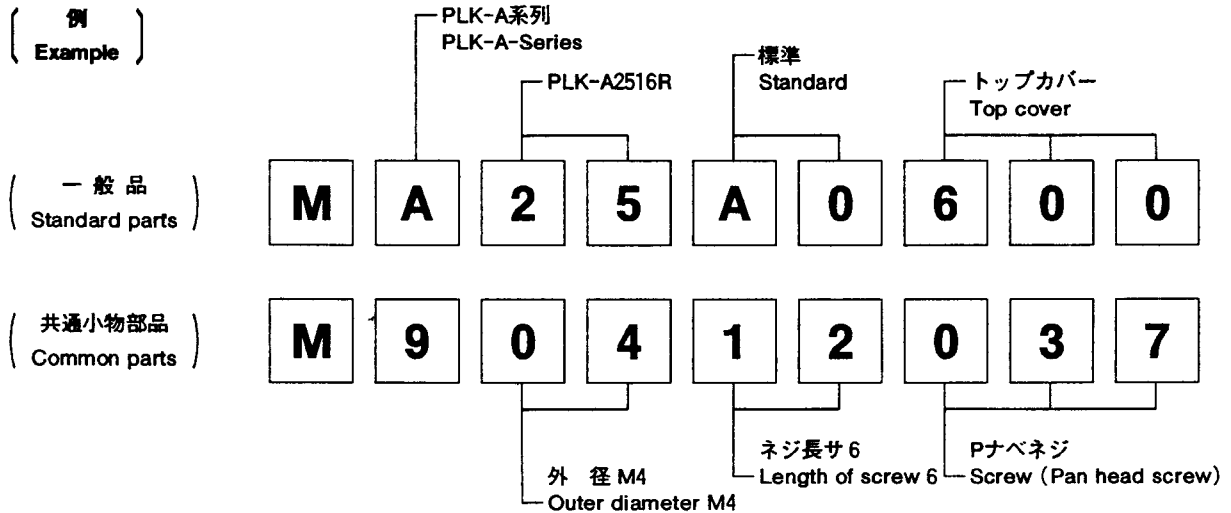 例
Example
PLK-A系列
PLK-A-Series
PLK-A2516R
標準
Standard
トップカバー
Top cover
一 般 品
Standard parts
M A 2 5 A 0 6 0 0
共通小物部品
Common parts
M 9 0 4 1 2 0 3 7
外 径 M4
Outer diameter M4
ネジ長サ 6
Length of screw 6
Pナベネジ
Screw (Pan head screw)